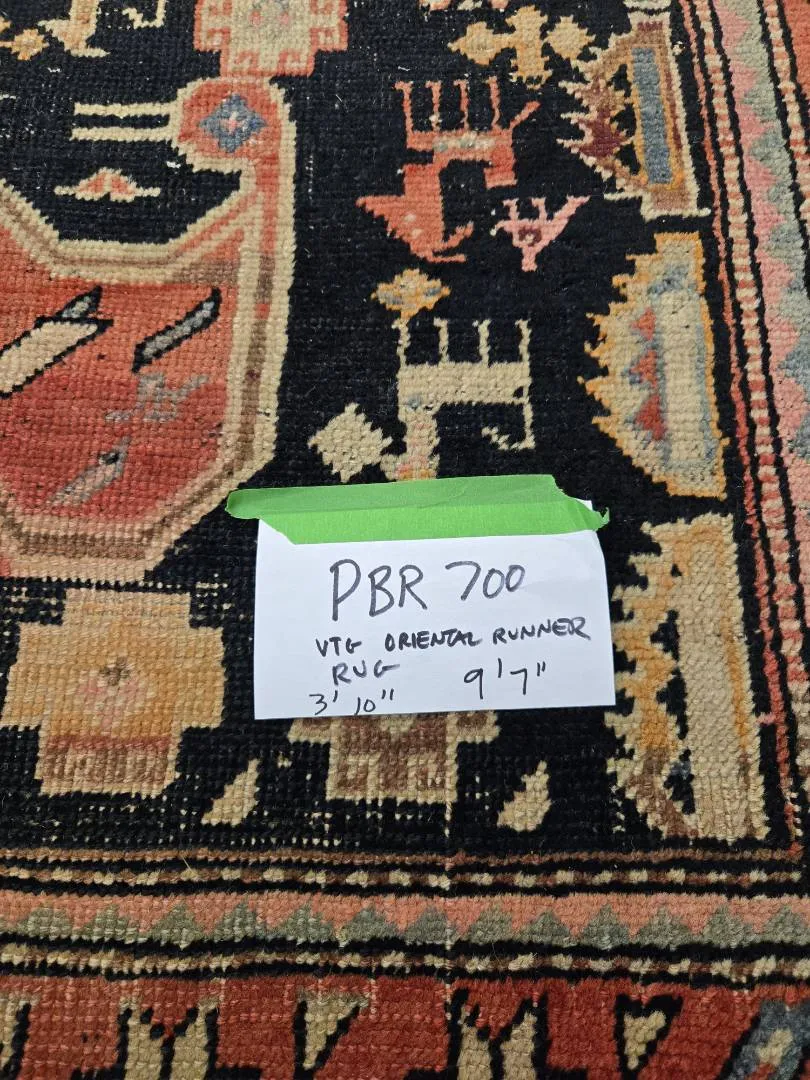 PBR 700
VTG ORIENTAL RUNNER
RUG
3' 10" 9'7"